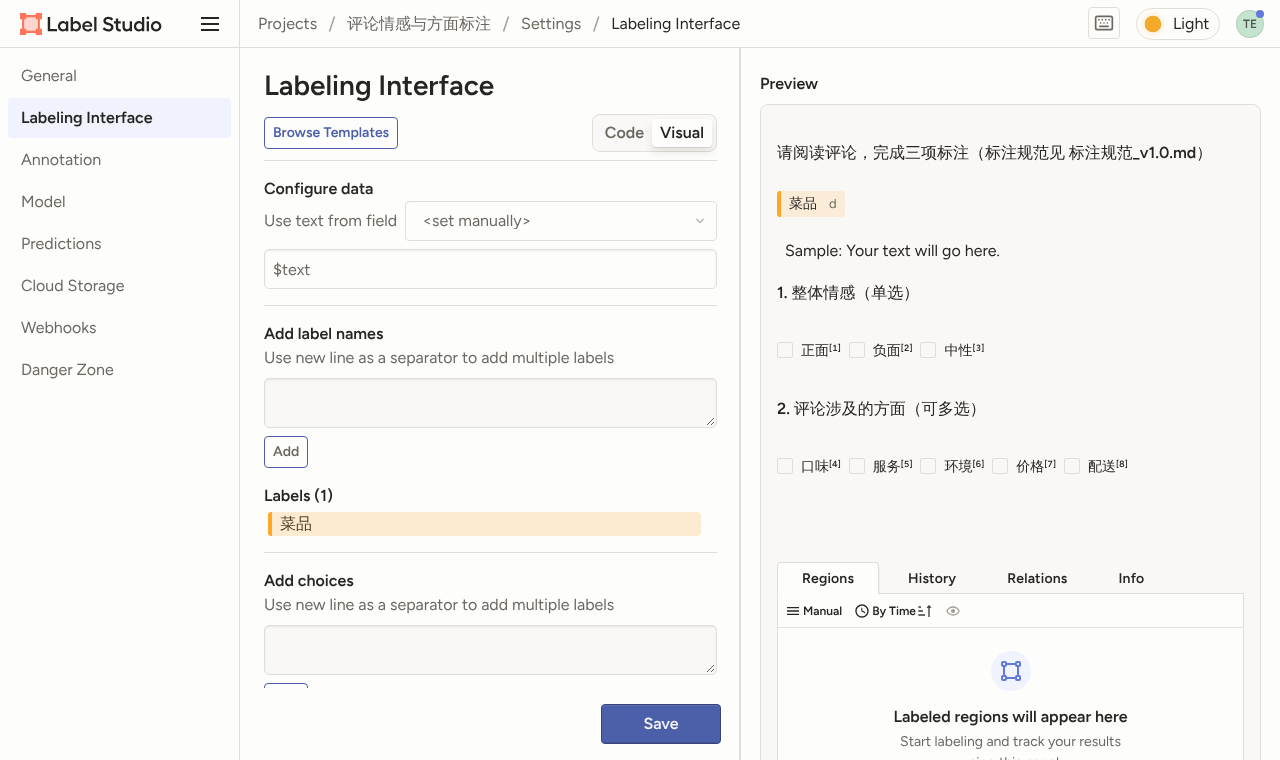 Label Studio
Projects / 评论情感与方面标注 / Settings / Labeling Interface
Light
TE
General
Labeling Interface
Annotation
Model
Predictions
Cloud Storage
Webhooks
Danger Zone
Labeling Interface
Browse Templates
Code Visual
Configure data
Use text from field <set manually>
$text
Add label names
Use new line as a separator to add multiple labels
Add
Labels (1)
菜品
Add choices
Use new line as a separator to add multiple labels
Save
Preview
请阅读评论，完成三项标注（标注规范见 标注规范_v1.0.md）
菜品 d
Sample: Your text will go here.
1. 整体情感（单选）
正面[1] 负面[2] 中性[3]
2. 评论涉及的方面（可多选）
口味[4] 服务[5] 环境[6] 价格[7] 配送[8]
Regions History Relations Info
Manual By Time
Labeled regions will appear here
Start labeling and track your results